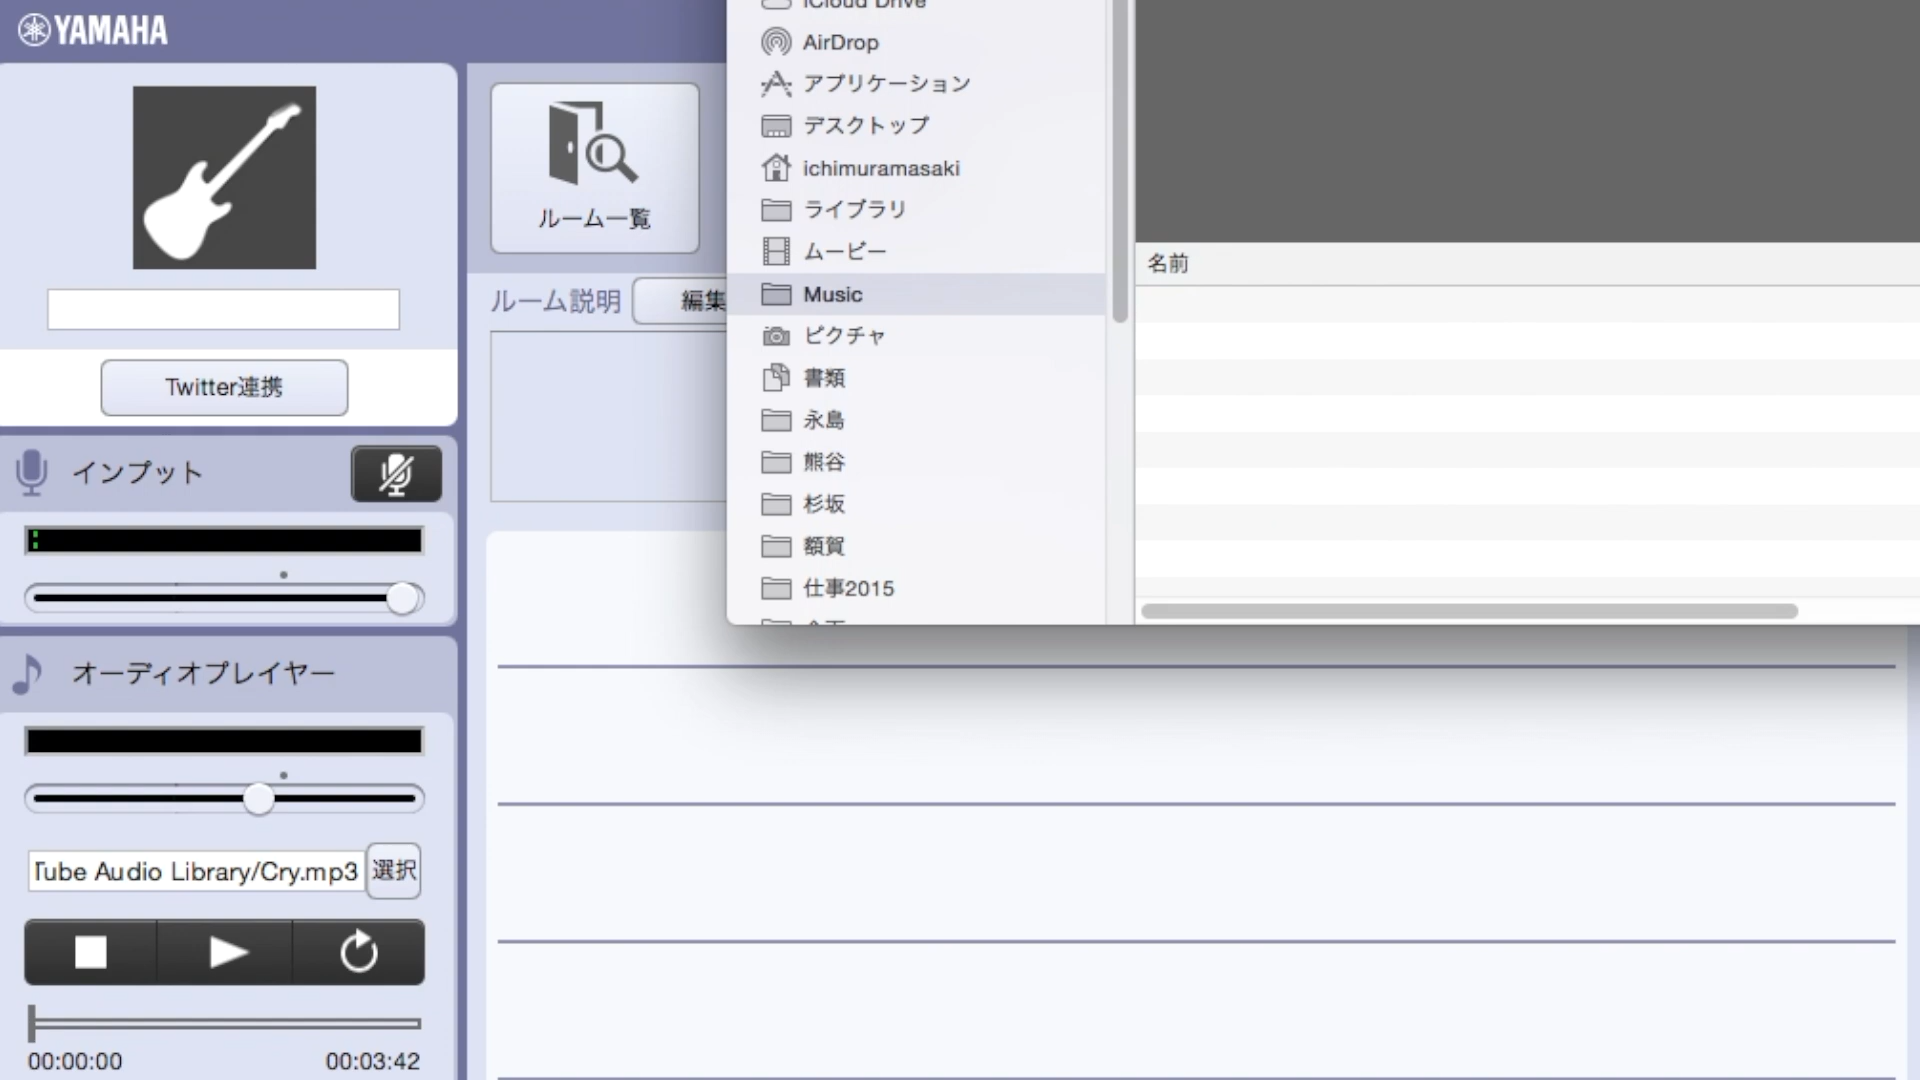 YAMAHA
Twitter連携
インプット
オーディオプレイヤー
Tube Audio Library/Cry.mp3
選択
00:00:00
00:03:42
ルーム一覧
ルーム説明
編集
iCloud Drive
AirDrop
アプリケーション
デスクトップ
ichimuramasaki
ライブラリ
ムービー
Music
ピクチャ
書類
永島
熊谷
杉坂
額賀
仕事2015
名前